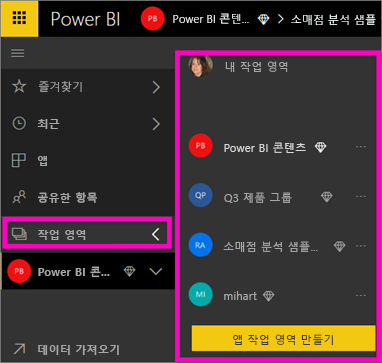 Power BI
PB Power BI 콘텐... > 소매점 분석 샘플
즐겨찾기
최근
앱
공유한 항목
작업 영역
PB Power BI 콘...
데이터 가져오기
내 작업 영역
PB Power BI 콘텐츠 ...
QP Q3 제품 그룹 ...
RA 소매점 분석 샘플... ...
MI mihart ...
앱 작업 영역 만들기